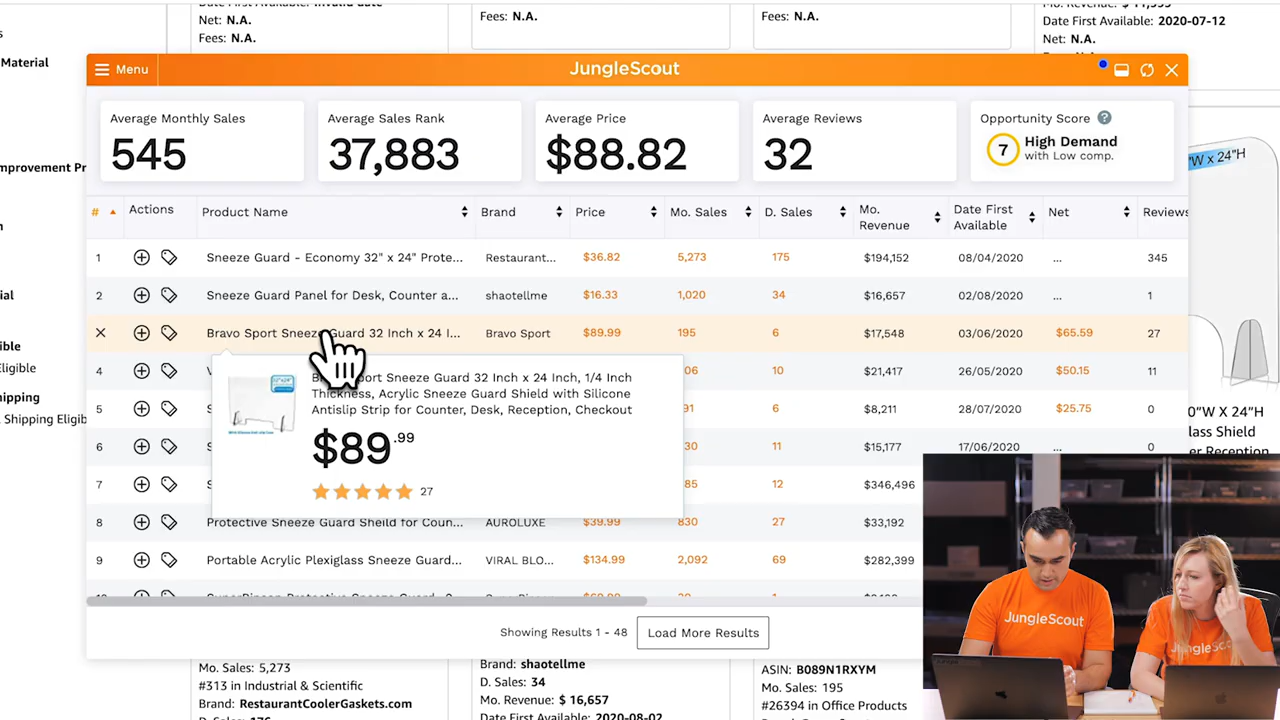 Net: N.A.
Fees: N.A.
Fees: N.A.
Fees: N.A.
Date First Available: 2020-07-12
Net: N.A.
Material
Menu
JungleScout
Average Monthly Sales
545
Average Sales Rank
37,883
Average Price
$88.82
Average Reviews
32
Opportunity Score ?
7
High Demand
with Low comp.
"W x 24"H
# Actions Product Name Brand Price Mo. Sales D. Sales Mo. Revenue Date First Available Net Reviews
1 Sneeze Guard - Economy 32" x 24" Prote... Restaurant... $36.82 5,273 175 $194,152 08/04/2020 ... 345
2 Sneeze Guard Panel for Desk, Counter a... shaotellme $16.33 1,020 34 $16,657 02/08/2020 ... 1
Bravo Sport Sneeze Guard 32 Inch x 24 I... Bravo Sport $89.99 195 6 $17,548 03/06/2020 $65.59 27
4 10 $21,417 26/05/2020 $50.15 11
5 6 $8,211 28/07/2020 $25.75 0
6 11 $15,177 17/06/2020 ... 0
7 12 $346,496
8 Protective Sneeze Guard Sheild for Coun... AUROLUXE $39.99 830 27 $33,192
9 Portable Acrylic Plexiglass Sneeze Guard... VIRAL BLO... $134.99 2,092 69 $282,399
Sport Sneeze Guard 32 Inch x 24 Inch, 1/4 Inch
Thickness, Acrylic Sneeze Guard Shield with Silicone
Antislip Strip for Counter, Desk, Reception, Checkout
$89.99
27
Showing Results 1 - 48
Load More Results
Eligible
Shipping
Shipping Eligib
0"W X 24"H
lass Shield
er Reception
Mo. Sales: 5,273
#313 in Industrial & Scientific
Brand: RestaurantCoolerGaskets.com
Brand: shaotellme
D. Sales: 34
Mo. Revenue: $ 16,657
ASIN: B089N1RXYM
Mo. Sales: 195
#26394 in Office Products
JungleScout
JungleScout